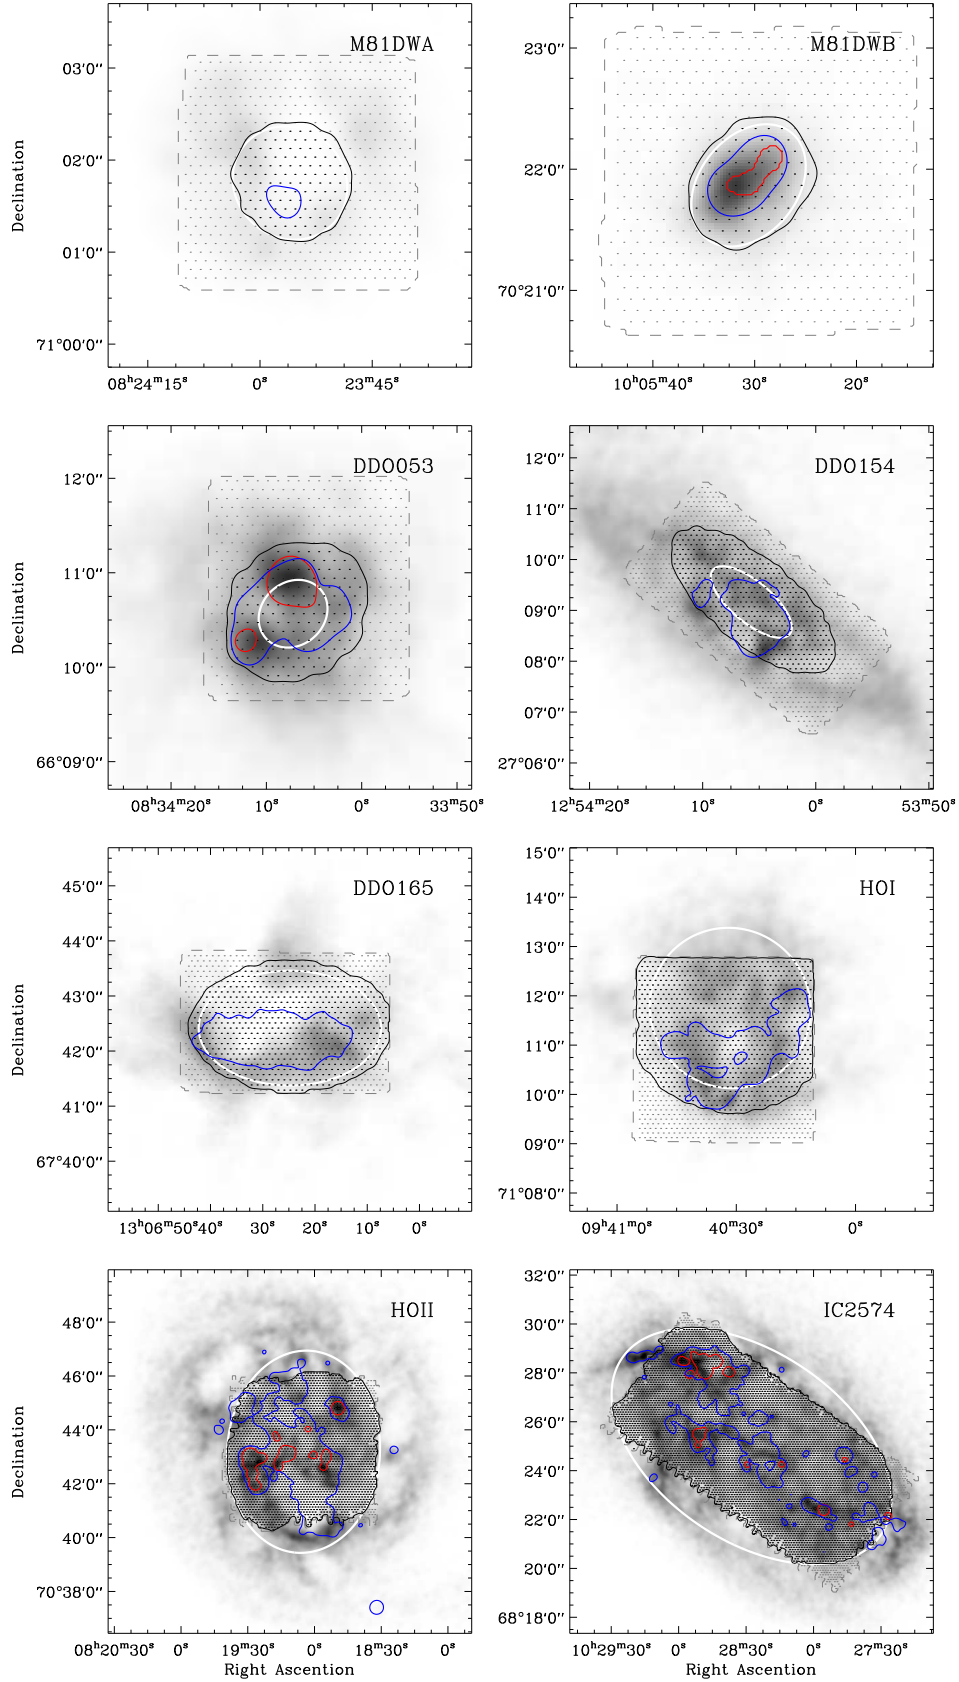 M81DWA
M81DWB
03'0''
02'0''
01'0''
71°00'0''
Declination
08ʰ24ᵐ15ˢ 0ˢ 23ᵐ45ˢ
23'0''
22'0''
70°21'0''
10ʰ05ᵐ40ˢ 30ˢ 20ˢ
DDO053
DDO154
12'0''
11'0''
10'0''
66°09'0''
Declination
08ʰ34ᵐ20ˢ 10ˢ 0ˢ 33ᵐ50ˢ
12'0''
11'0''
10'0''
09'0''
08'0''
07'0''
27°06'0''
12ʰ54ᵐ20ˢ 10ˢ 0ˢ 53ᵐ50ˢ
DDO165
HOI
45'0''
44'0''
43'0''
42'0''
41'0''
67°40'0''
Declination
13ʰ06ᵐ50ˢ40ˢ 30ˢ 20ˢ 10ˢ 0ˢ
15'0''
14'0''
13'0''
12'0''
11'0''
10'0''
09'0''
71°08'0''
09ʰ41ᵐ0ˢ 40ᵐ30ˢ 0ˢ
HOII
IC2574
48'0''
46'0''
44'0''
42'0''
40'0''
70°38'0''
Declination
08ʰ20ᵐ30ˢ 0ˢ 19ᵐ30ˢ 0ˢ 18ᵐ30ˢ 0ˢ
Right Ascention
32'0''
30'0''
28'0''
26'0''
24'0''
22'0''
20'0''
68°18'0''
10ʰ29ᵐ30ˢ 0ˢ 28ᵐ30ˢ 0ˢ 27ᵐ30ˢ
Right Ascention